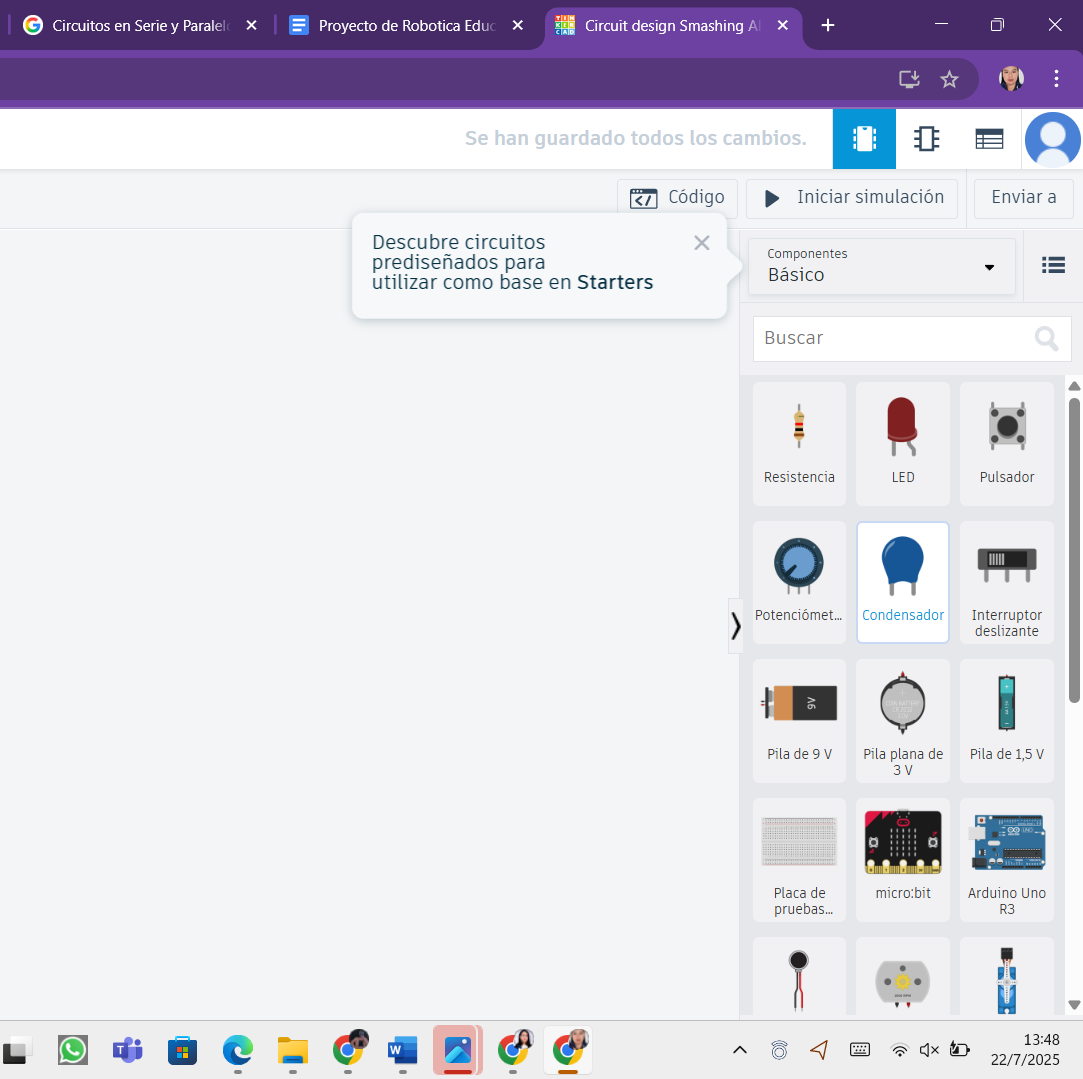 Circuitos en Serie y Paralelo
Proyecto de Robotica Educ
Circuit design Smashing Al
Se han guardado todos los cambios.
Código
Iniciar simulación
Enviar a
Descubre circuitos
prediseñados para
utilizar como base en Starters
Componentes
Básico
Buscar
Resistencia
LED
Pulsador
Potenciómet...
Condensador
Interruptor
deslizante
9V
Pila de 9 V
Pila plana de
3 V
Pila de 1,5 V
Placa de
pruebas...
micro:bit
Arduino Uno
R3
13:48
22/7/2025